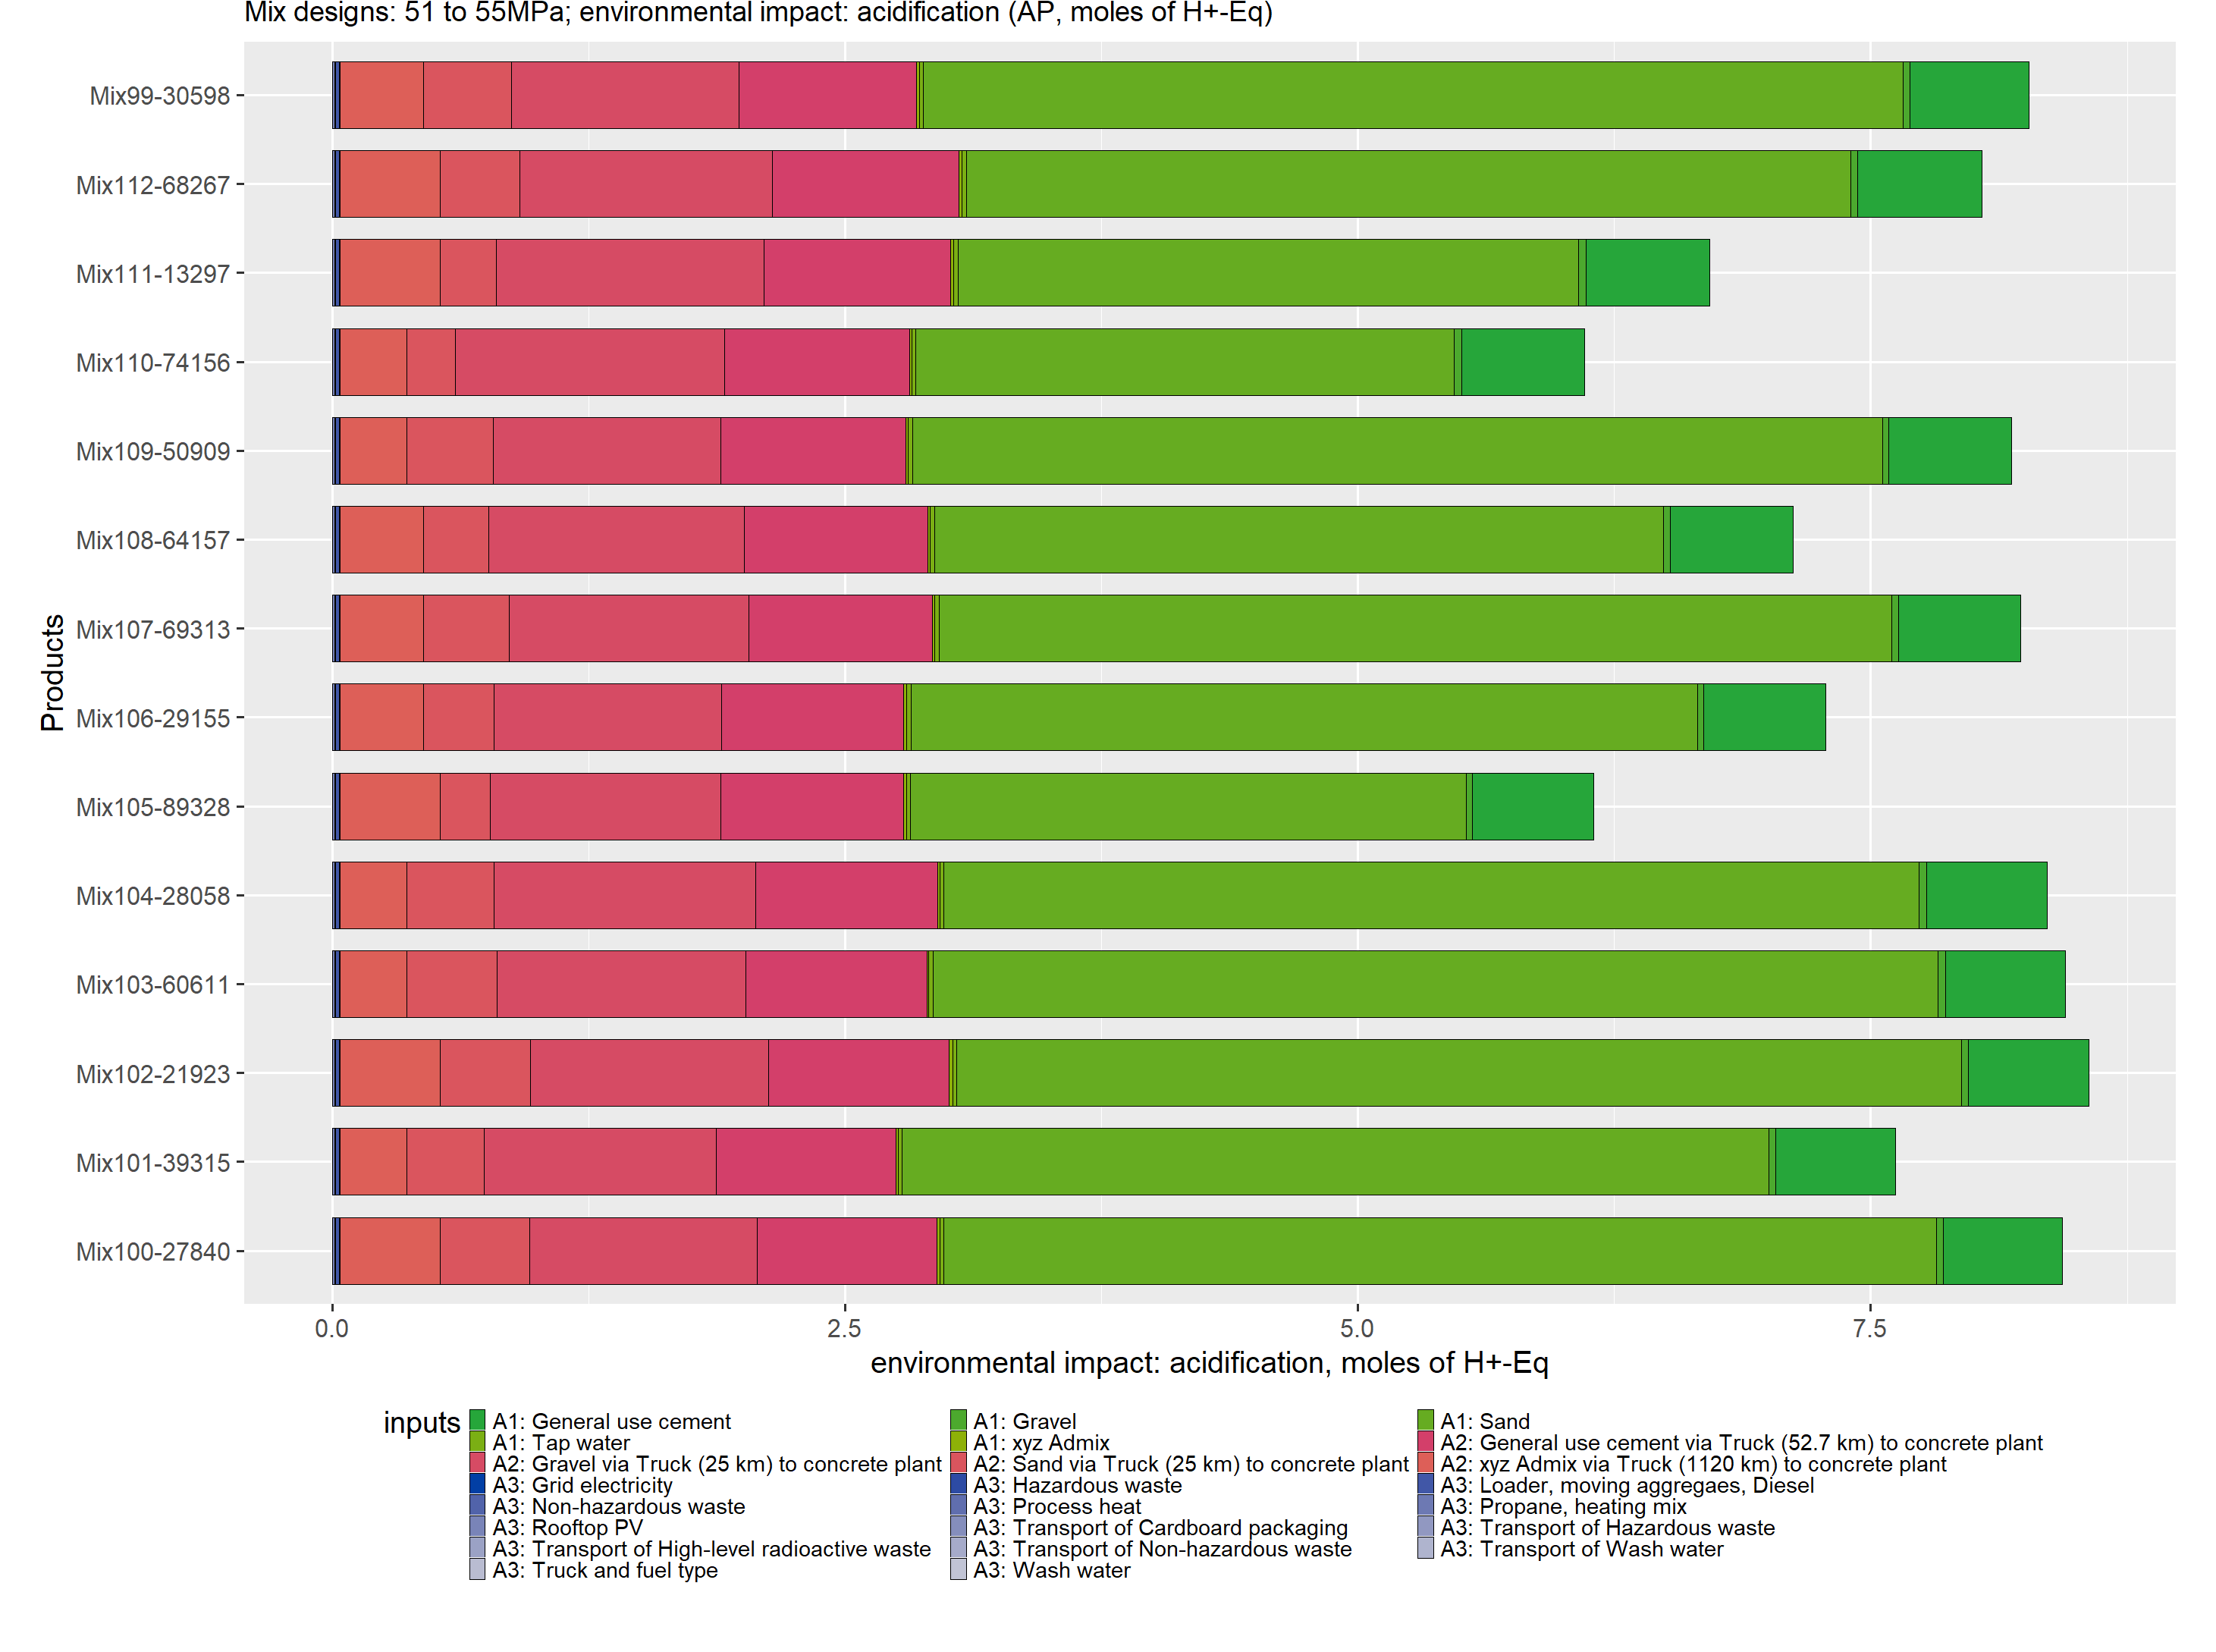 Mix designs: 51 to 55MPa; environmental impact: acidification (AP, moles of H+-Eq)
Products
Mix99-30598
Mix112-68267
Mix111-13297
Mix110-74156
Mix109-50909
Mix108-64157
Mix107-69313
Mix106-29155
Mix105-89328
Mix104-28058
Mix103-60611
Mix102-21923
Mix101-39315
Mix100-27840
0.0 2.5 5.0 7.5
environmental impact: acidification, moles of H+-Eq
inputs
A1: General use cement A1: Gravel A1: Sand
A1: Tap water A1: xyz Admix A2: General use cement via Truck (52.7 km) to concrete plant
A2: Gravel via Truck (25 km) to concrete plant A2: Sand via Truck (25 km) to concrete plant A2: xyz Admix via Truck (1120 km) to concrete plant
A3: Grid electricity A3: Hazardous waste A3: Loader, moving aggregaes, Diesel
A3: Non-hazardous waste A3: Process heat A3: Propane, heating mix
A3: Rooftop PV A3: Transport of Cardboard packaging A3: Transport of Hazardous waste
A3: Transport of High-level radioactive waste A3: Transport of Non-hazardous waste A3: Transport of Wash water
A3: Truck and fuel type A3: Wash water